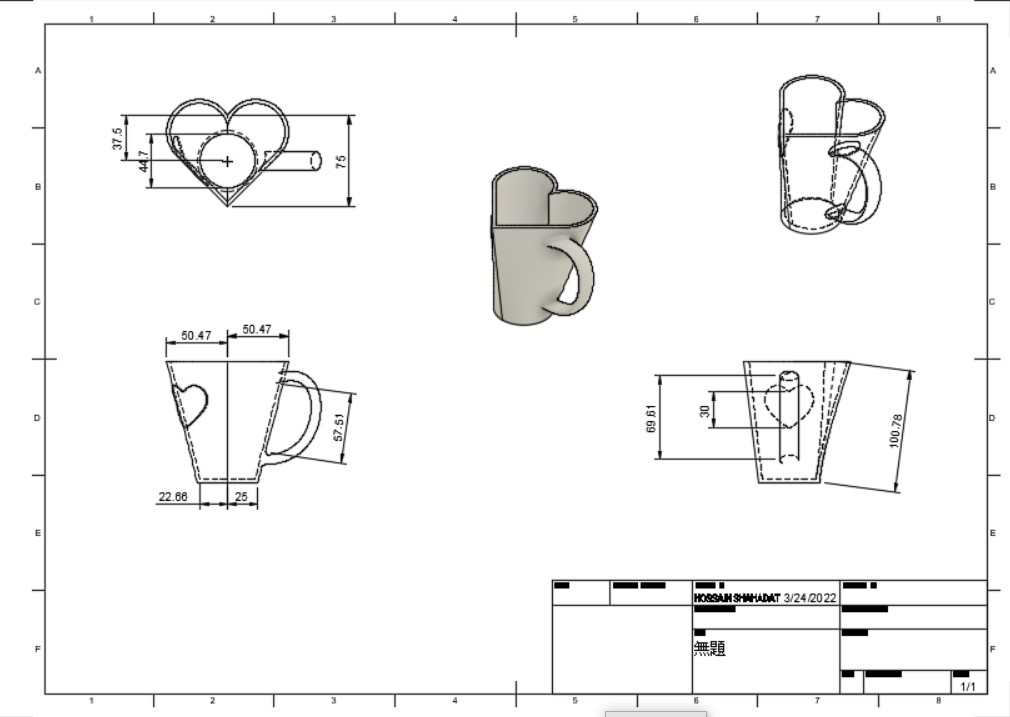 1 2 3 4 5 6 7 8
A A
37.5
44.7
75
B B
C C
50.47 50.47
D D
57.51
69.61
30
100.78
22.66 25
E E
HOSSAIN SHAHADAT 3/24/2022
無題
F F
1/1
1 2 3 4 5 6 7 8